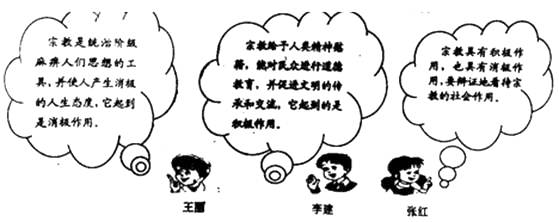 宗教是统治阶级
麻痹人们思想的工
具，并使人产生消极
的人生态度，它起到
是消极作用。
宗教给予人类精神慰
藉，能对民众进行道德
教育，并促进文明的传
承和交流，它起到的是
积极作用。
宗教具有积极作
用，也具有消极作
用，要辩证地看待宗
教的社会作用。
王丽
李建
张红